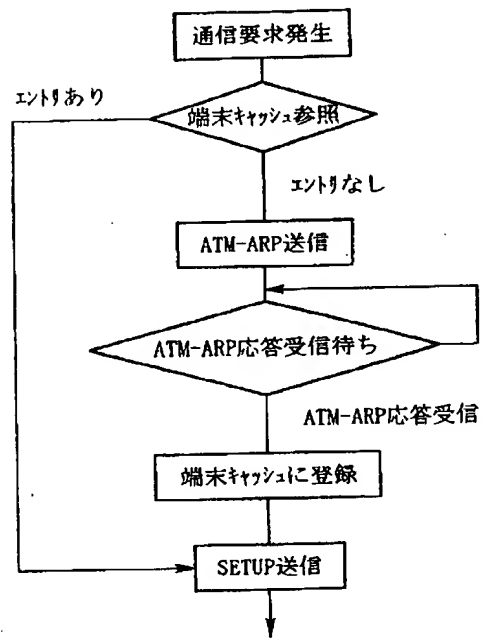 通信要求発生
エントリあり
端末キャッシュ参照
エントリなし
ATM-ARP送信
ATM-ARP応答受信待ち
ATM-ARP応答受信
端末キャッシュに登録
SETUP送信